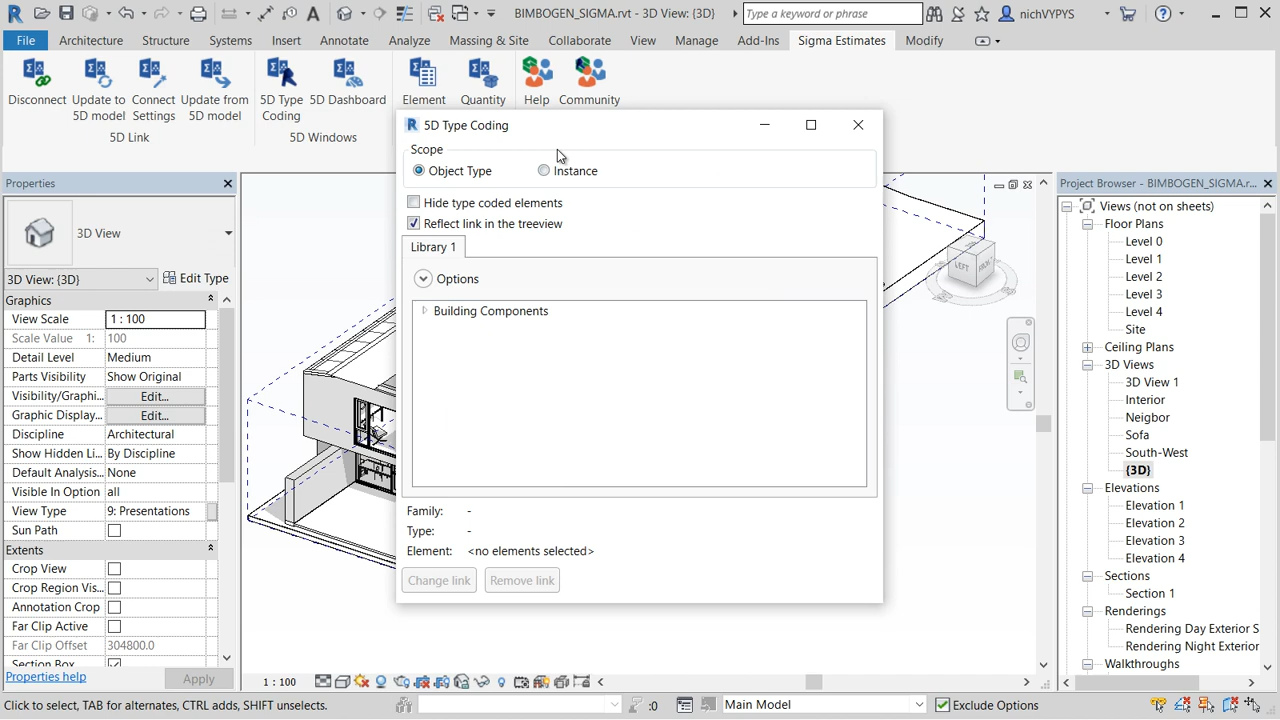 BIMBOGEN_SIGMA.rvt - 3D View: {3D}
Type a keyword or phrase
nichVYPYS
File Architecture Structure Systems Insert Annotate Analyze Massing & Site Collaborate View Manage Add-Ins Sigma Estimates Modify
Disconnect Update to Connect Update from 5D Type 5D Dashboard Element Quantity Help Community
5D model Settings 5D model Coding
5D Link 5D Windows
5D Type Coding
Scope
Object Type Instance
Hide type coded elements
Reflect link in the treeview
Library 1
Options
Building Components
Family: -
Type: -
Element: <no elements selected>
Change link Remove link
Properties
3D View
3D View: {3D} Edit Type
Graphics
View Scale 1 : 100
Scale Value 1: 100
Detail Level Medium
Parts Visibility Show Original
Visibility/Graphi... Edit...
Graphic Display... Edit...
Discipline Architectural
Show Hidden Li... By Discipline
Default Analysis... None
Visible In Option all
View Type 9: Presentations
Sun Path
Extents
Crop View
Crop Region Vis...
Annotation Crop
Far Clip Active
Far Clip Offset 304800.0
Section Box
Properties help Apply
LEFT
Project Browser - BIMBOGEN_SIGMA.r...
Views (not on sheets)
Floor Plans
Level 0
Level 1
Level 2
Level 3
Level 4
Site
Ceiling Plans
3D Views
3D View 1
Interior
Neigbor
Sofa
South-West
{3D}
Elevations
Elevation 1
Elevation 2
Elevation 3
Elevation 4
Sections
Section 1
Renderings
Rendering Day Exterior S
Rendering Night Exterior
Walkthroughs
1 : 100
Click to select, TAB for alternates, CTRL adds, SHIFT unselects. :0 Main Model Exclude Options